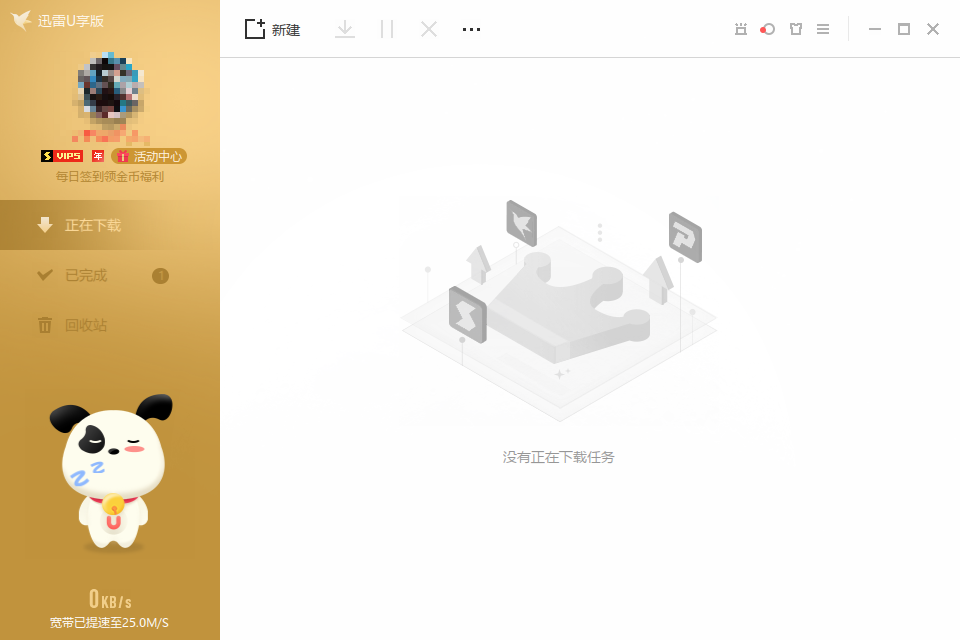 迅雷U享版
新建
VIP5 年 活动中心
每日签到领金币福利
正在下载
已完成 1
回收站
没有正在下载任务
U
0KB/s
宽带已提速至25.0M/S